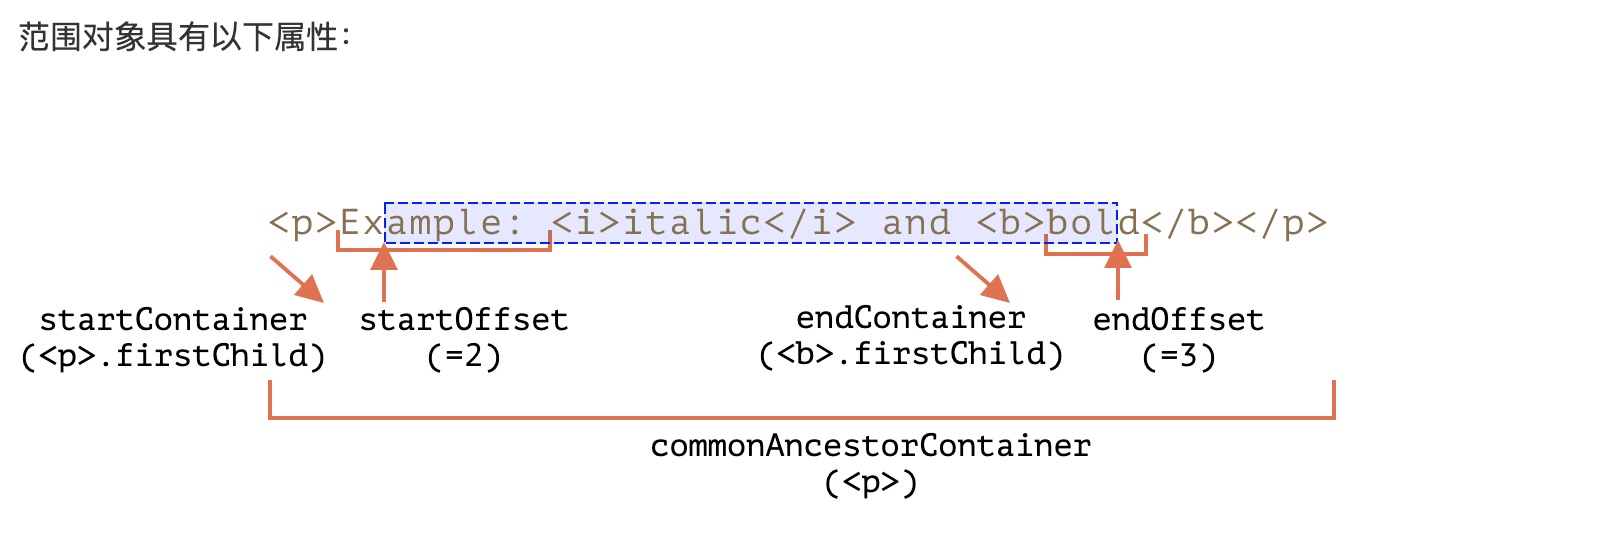 范围对象具有以下属性：
<p>Example: <i>italic</i> and <b>bold</b></p>
startContainer startOffset endContainer endOffset
(<p>.firstChild) (=2) (<b>.firstChild) (=3)
commonAncestorContainer
(<p>)